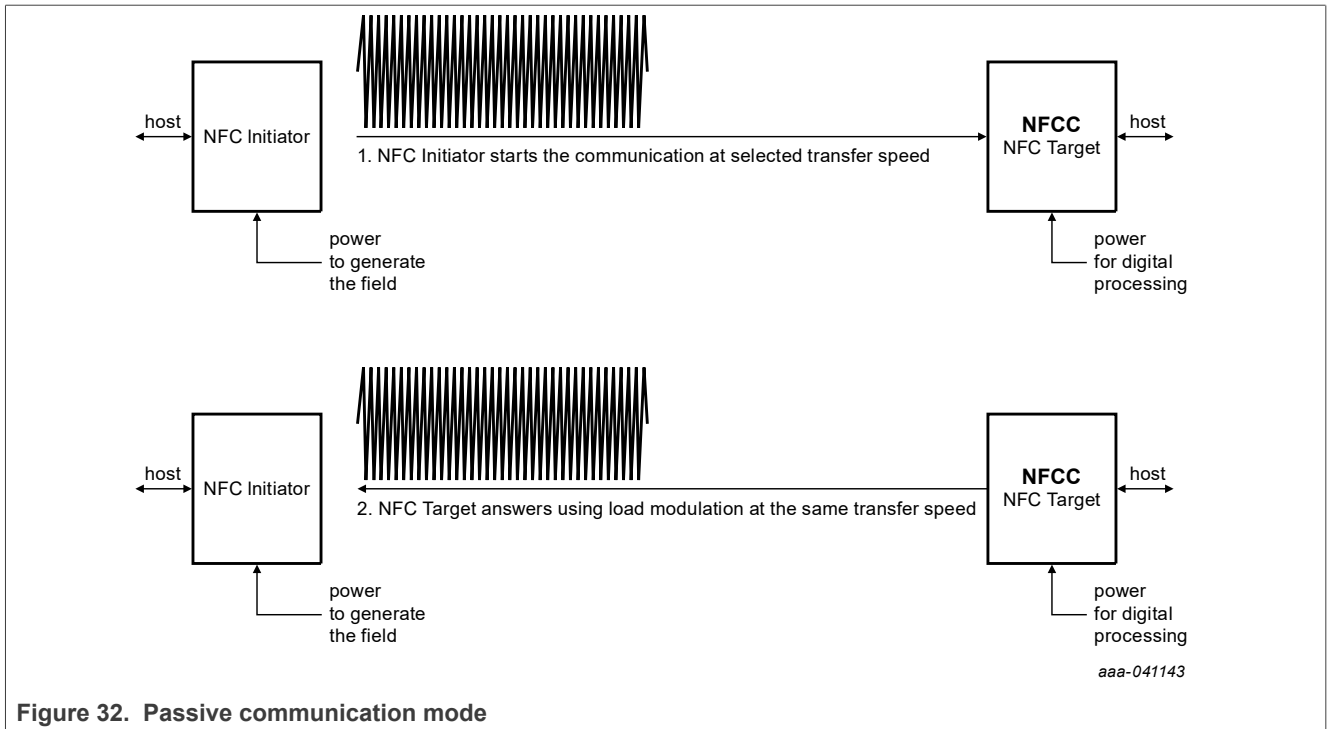 host
NFC Initiator
1. NFC Initiator starts the communication at selected transfer speed
NFCC
NFC Target
host
power
to generate
the field
power
for digital
processing
host
NFC Initiator
2. NFC Target answers using load modulation at the same transfer speed
NFCC
NFC Target
host
power
to generate
the field
power
for digital
processing
aaa-041143
Figure 32. Passive communication mode